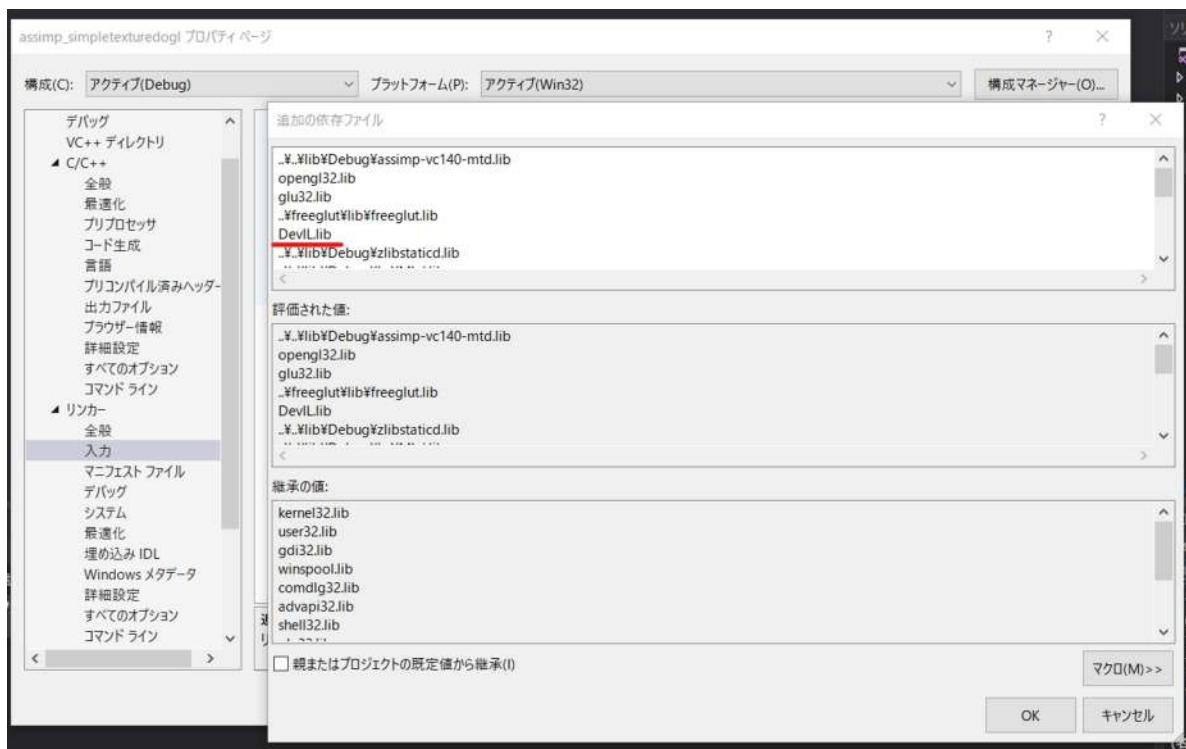 assimp_simpletexturedogl プロパティ ページ
? ×
構成(C): アクティブ(Debug) プラットフォーム(P): アクティブ(Win32) 構成マネージャー(O)...
デバッグ
VC++ ディレクトリ
C/C++
全般
最適化
プリプロセッサ
コード生成
言語
プリコンパイル済みヘッダー
出力ファイル
ブラウザー情報
詳細設定
すべてのオプション
コマンド ライン
リンカー
全般
入力
マニフェスト ファイル
デバッグ
システム
最適化
埋め込み IDL
Windows メタデータ
詳細設定
すべてのオプション
コマンド ライン
追加の依存ファイル
? ×
..¥..¥lib¥Debug¥assimp-vc140-mtd.lib
opengl32.lib
glu32.lib
..¥freeglut¥lib¥freeglut.lib
DevIL.lib
..¥..¥lib¥Debug¥zlibstaticd.lib
評価された値:
..¥..¥lib¥Debug¥assimp-vc140-mtd.lib
opengl32.lib
glu32.lib
..¥freeglut¥lib¥freeglut.lib
DevIL.lib
..¥..¥lib¥Debug¥zlibstaticd.lib
継承の値:
kernel32.lib
user32.lib
gdi32.lib
winspool.lib
comdlg32.lib
advapi32.lib
shell32.lib
親またはプロジェクトの既定値から継承(I)
マクロ(M)>>
OK
キャンセル